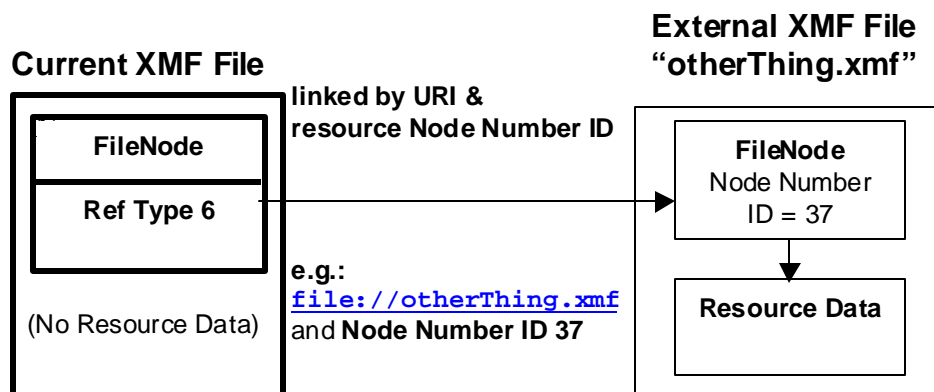 Current XMF File
FileNode
Ref Type 6
(No Resource Data)
linked by URI &
resource Node Number ID
e.g.:
file://otherThing.xmf
and Node Number ID 37
External XMF File
“otherThing.xmf”
FileNode
Node Number
ID = 37
Resource Data